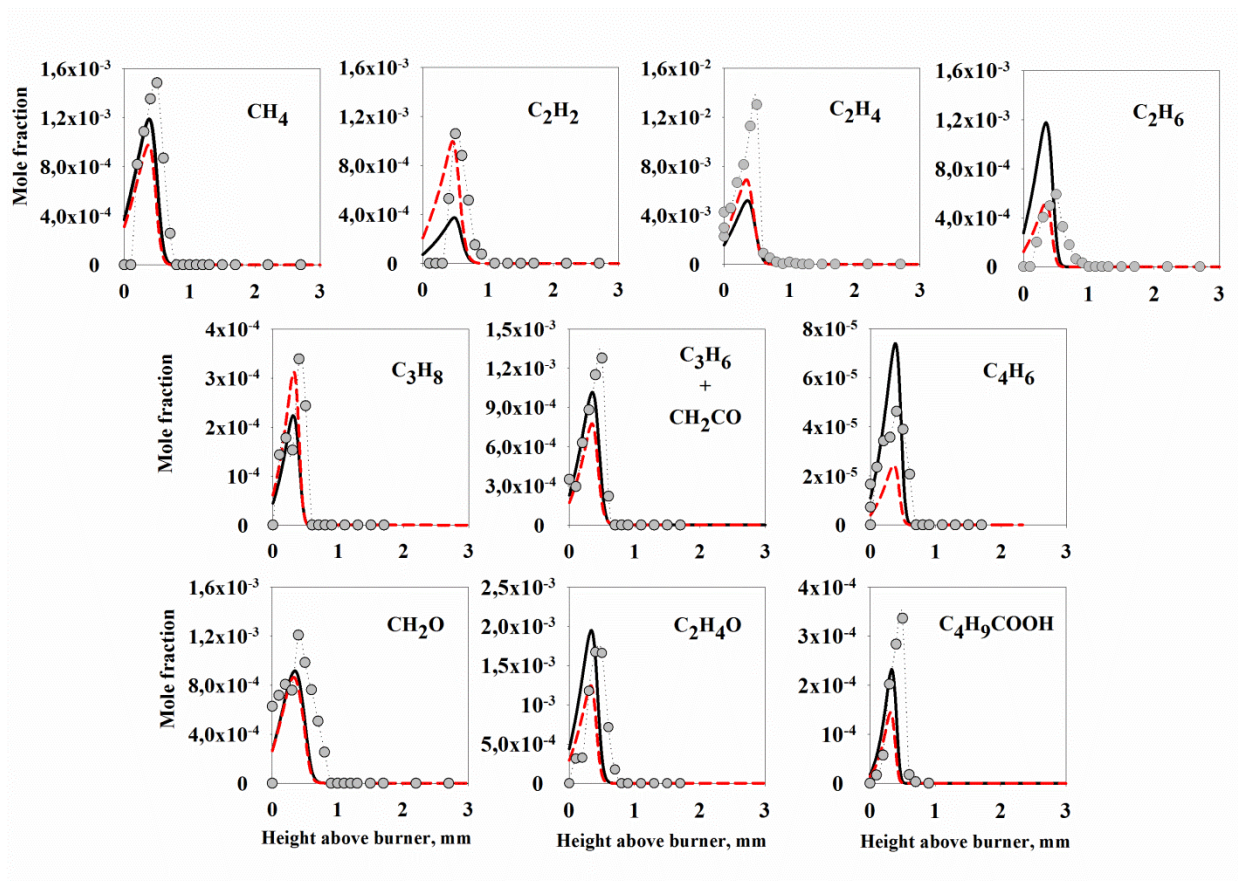 Mole fraction
1,6x10⁻³
1,2x10⁻³
8,0x10⁻⁴
4,0x10⁻⁴
0
0 1 2 3
CH₄
1,6x10⁻³
1,2x10⁻³
8,0x10⁻⁴
4,0x10⁻⁴
0
0 1 2 3
C₂H₂
1,6x10⁻²
1,2x10⁻²
8,0x10⁻³
4,0x10⁻³
0
0 1 2 3
C₂H₄
1,6x10⁻³
1,2x10⁻³
8,0x10⁻⁴
4,0x10⁻⁴
0
0 1 2 3
C₂H₆
Mole fraction
4x10⁻⁴
3x10⁻⁴
2x10⁻⁴
1x10⁻⁴
0
0 1 2 3
C₃H₈
1,5x10⁻³
1,2x10⁻³
9,0x10⁻⁴
6,0x10⁻⁴
3,0x10⁻⁴
0
0 1 2 3
C₃H₆
+
CH₂CO
8x10⁻⁵
6x10⁻⁵
4x10⁻⁵
2x10⁻⁵
0
0 1 2 3
C₄H₆
Mole fraction
1,6x10⁻³
1,2x10⁻³
8,0x10⁻⁴
4,0x10⁻⁴
0
0 1 2 3
CH₂O
Height above burner, mm
2,5x10⁻³
2,0x10⁻³
1,5x10⁻³
1x10⁻³
5,0x10⁻⁴
0
0 1 2 3
C₂H₄O
Height above burner, mm
4x10⁻⁴
3x10⁻⁴
2x10⁻⁴
1x10⁻⁴
0
0 1 2 3
C₄H₉COOH
Height above burner, mm